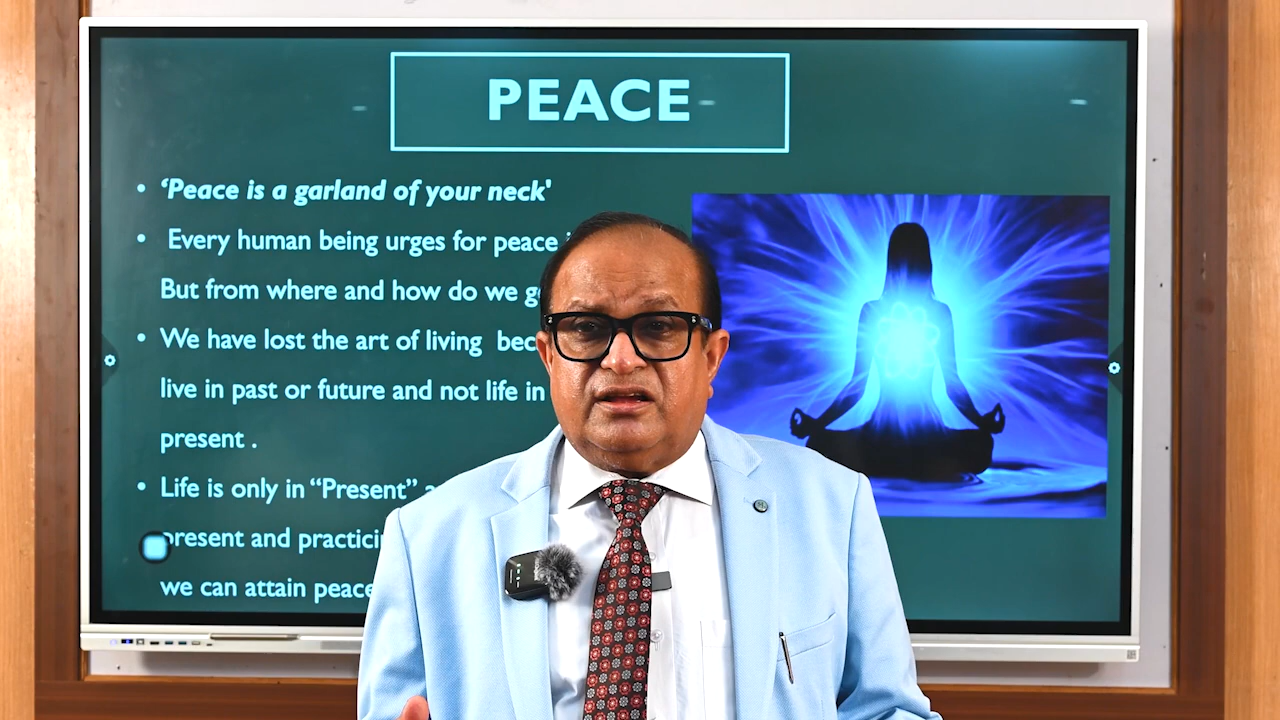 PEACE
• ‘Peace is a garland of your neck'
• Every human being urges for peace
But from where and how do we
• We have lost the art of living
live in past or future and not life in
present .
• Life is only in “Present”
present and
we can attain peace